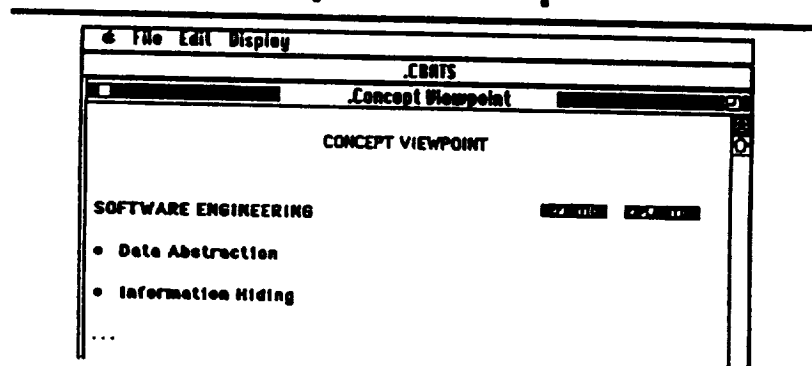 File Edit Display
.CBATS
.Concept Viewpoint
CONCEPT VIEWPOINT
SOFTWARE ENGINEERING
• Data Abstraction
• Information Hiding
...